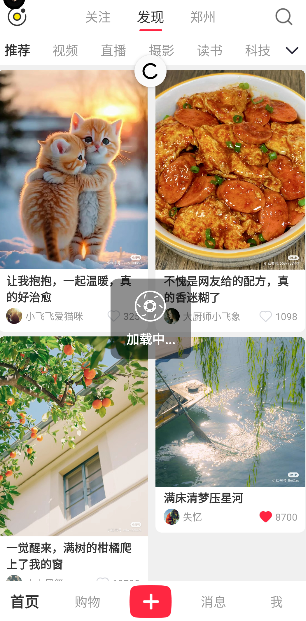 关注 发现 郑州
推荐 视频 直播 摄影 读书 科技
让我抱抱，一起温暖，真
的好治愈
小飞飞爱猫咪
不愧是网友给的配方，真
的香迷糊了
大厨师小飞象 1098
加载中...
一觉醒来，满树的柑橘爬
上了我的窗
满床清梦压星河
失忆 8700
首页 购物 消息 我